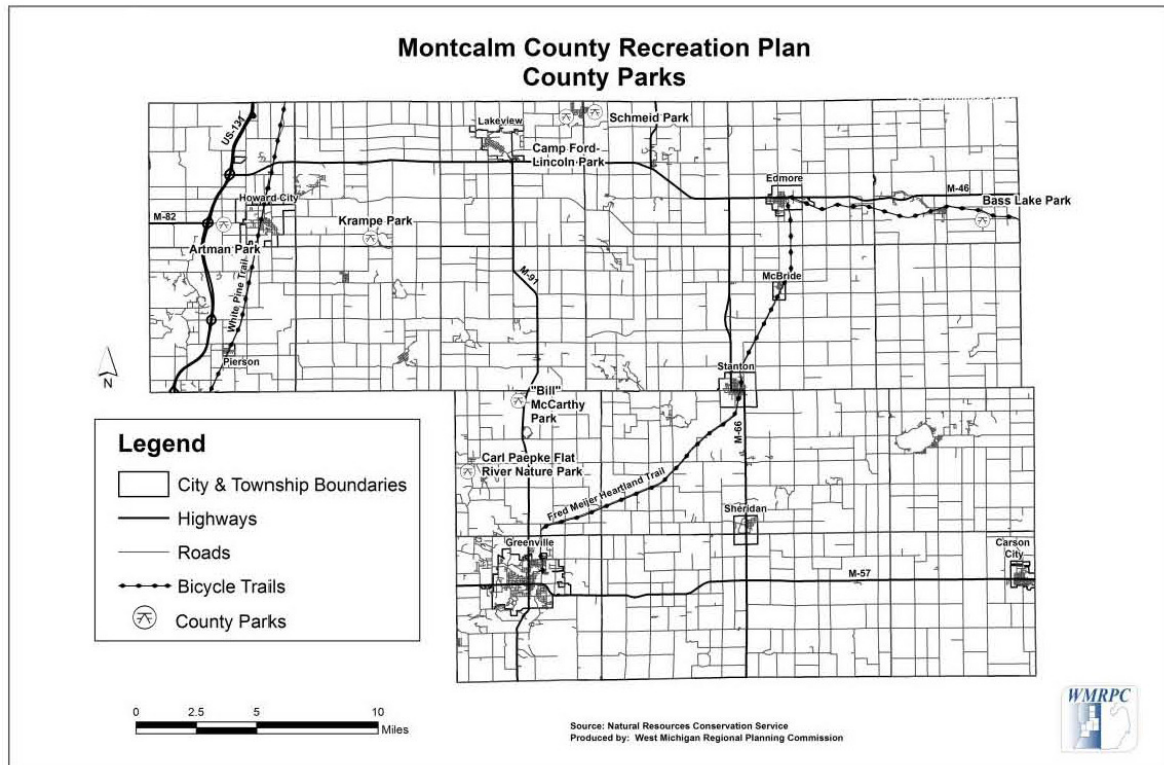 Montcalm County Recreation Plan
County Parks
US-131
Lakeview
Schmeid Park
Camp Ford-
Lincoln Park
Edmore
M-46
Bass Lake Park
Howard City
M-82
Krampe Park
Artman Park
White Pine Trail
M-91
McBride
Pierson
N
Stanton
"Bill"
McCarthy
Park
M-66
Carl Paepke Flat
River Nature Park
Fred Meijer Heartland Trail
Sheridan
Greenville
Carson
City
M-57
Legend
City & Township Boundaries
Highways
Roads
Bicycle Trails
County Parks
0 2.5 5 10
Miles
Source: Natural Resources Conservation Service
Produced by: West Michigan Regional Planning Commission
WMRPC